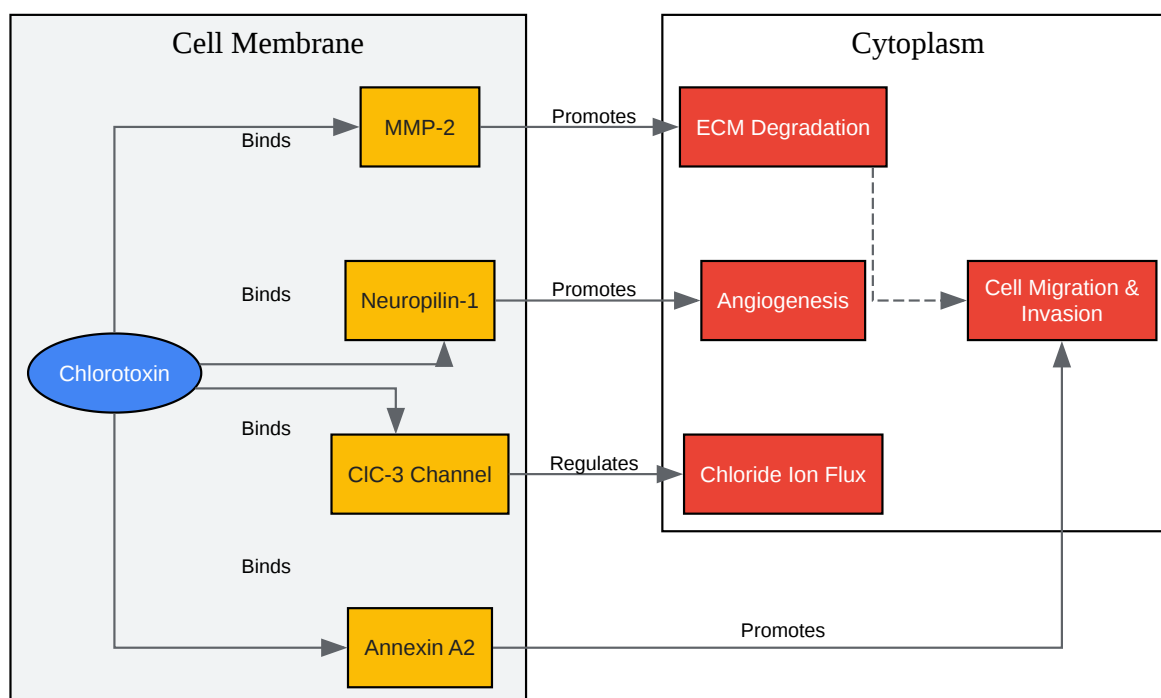 Cell Membrane
Cytoplasm
Binds
MMP-2
Promotes
ECM Degradation
Binds
Neuropilin-1
Promotes
Angiogenesis
Cell Migration &
Invasion
Chlorotoxin
Binds
ClC-3 Channel
Regulates
Chloride Ion Flux
Binds
Annexin A2
Promotes